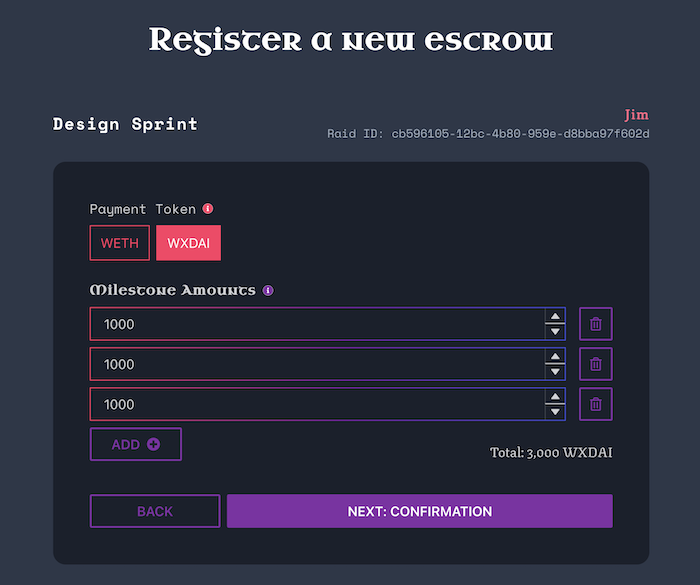 Register a new escrow
Jim
Design Sprint
Raid ID: cb596105-12bc-4b80-959e-d8bba97f602d
Payment Token
WETH WXDAI
Milestone Amounts
1000
1000
1000
ADD
Total: 3,000 WXDAI
BACK NEXT: CONFIRMATION